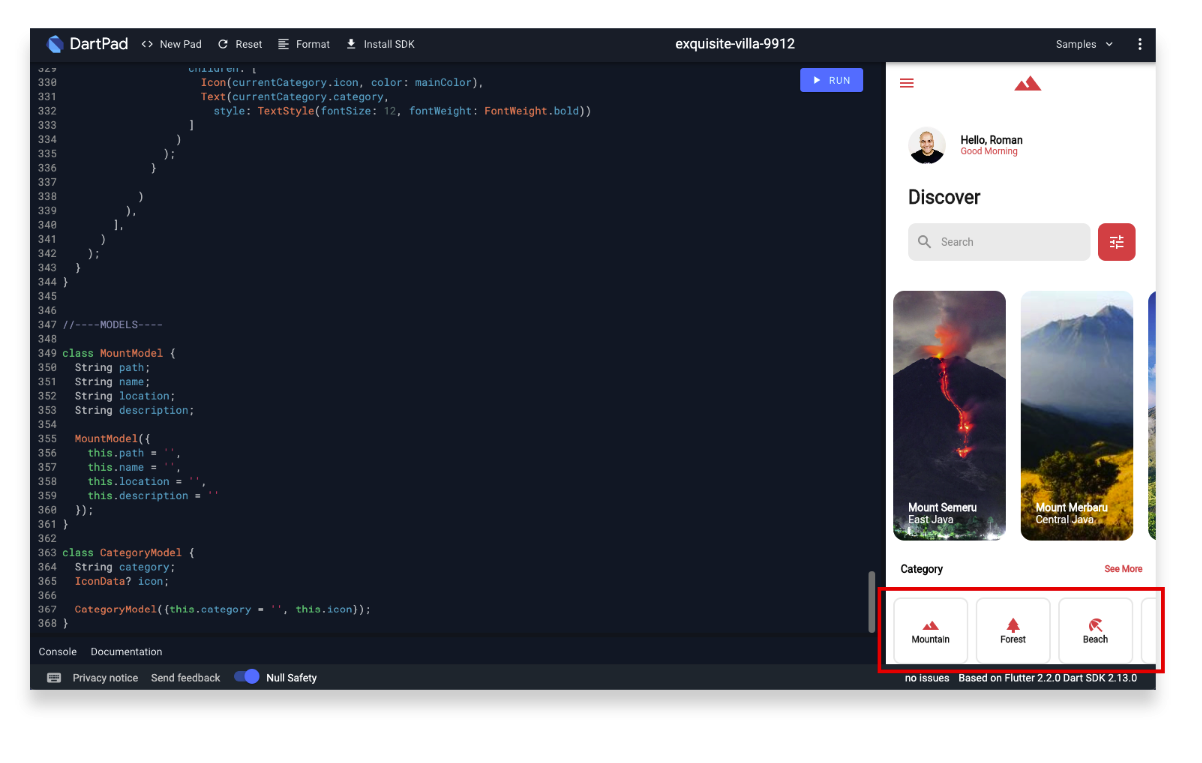 DartPad <> New Pad Reset Format Install SDK exquisite-villa-9912 Samples
329 children: [
330 Icon(currentCategory.icon, color: mainColor),
331 Text(currentCategory.category,
332 style: TextStyle(fontSize: 12, fontWeight: FontWeight.bold))
333 ]
334 )
335 );
336 }
337
338 )
339 ),
340 ],
341 )
342 );
343 }
344 }
345
346
347 //----MODELS----
348
349 class MountModel {
350 String path;
351 String name;
352 String location;
353 String description;
354
355 MountModel({
356 this.path = '',
357 this.name = '',
358 this.location = '',
359 this.description = ''
360 });
361 }
362
363 class CategoryModel {
364 String category;
365 IconData? icon;
366
367 CategoryModel({this.category = '', this.icon});
368 }
RUN
Hello, Roman
Good Morning
Discover
Search
Mount Semeru
East Java
Mount Merbaru
Central Java
Category See More
Mountain Forest Beach
Console Documentation
Privacy notice Send feedback Null Safety no issues Based on Flutter 2.2.0 Dart SDK 2.13.0